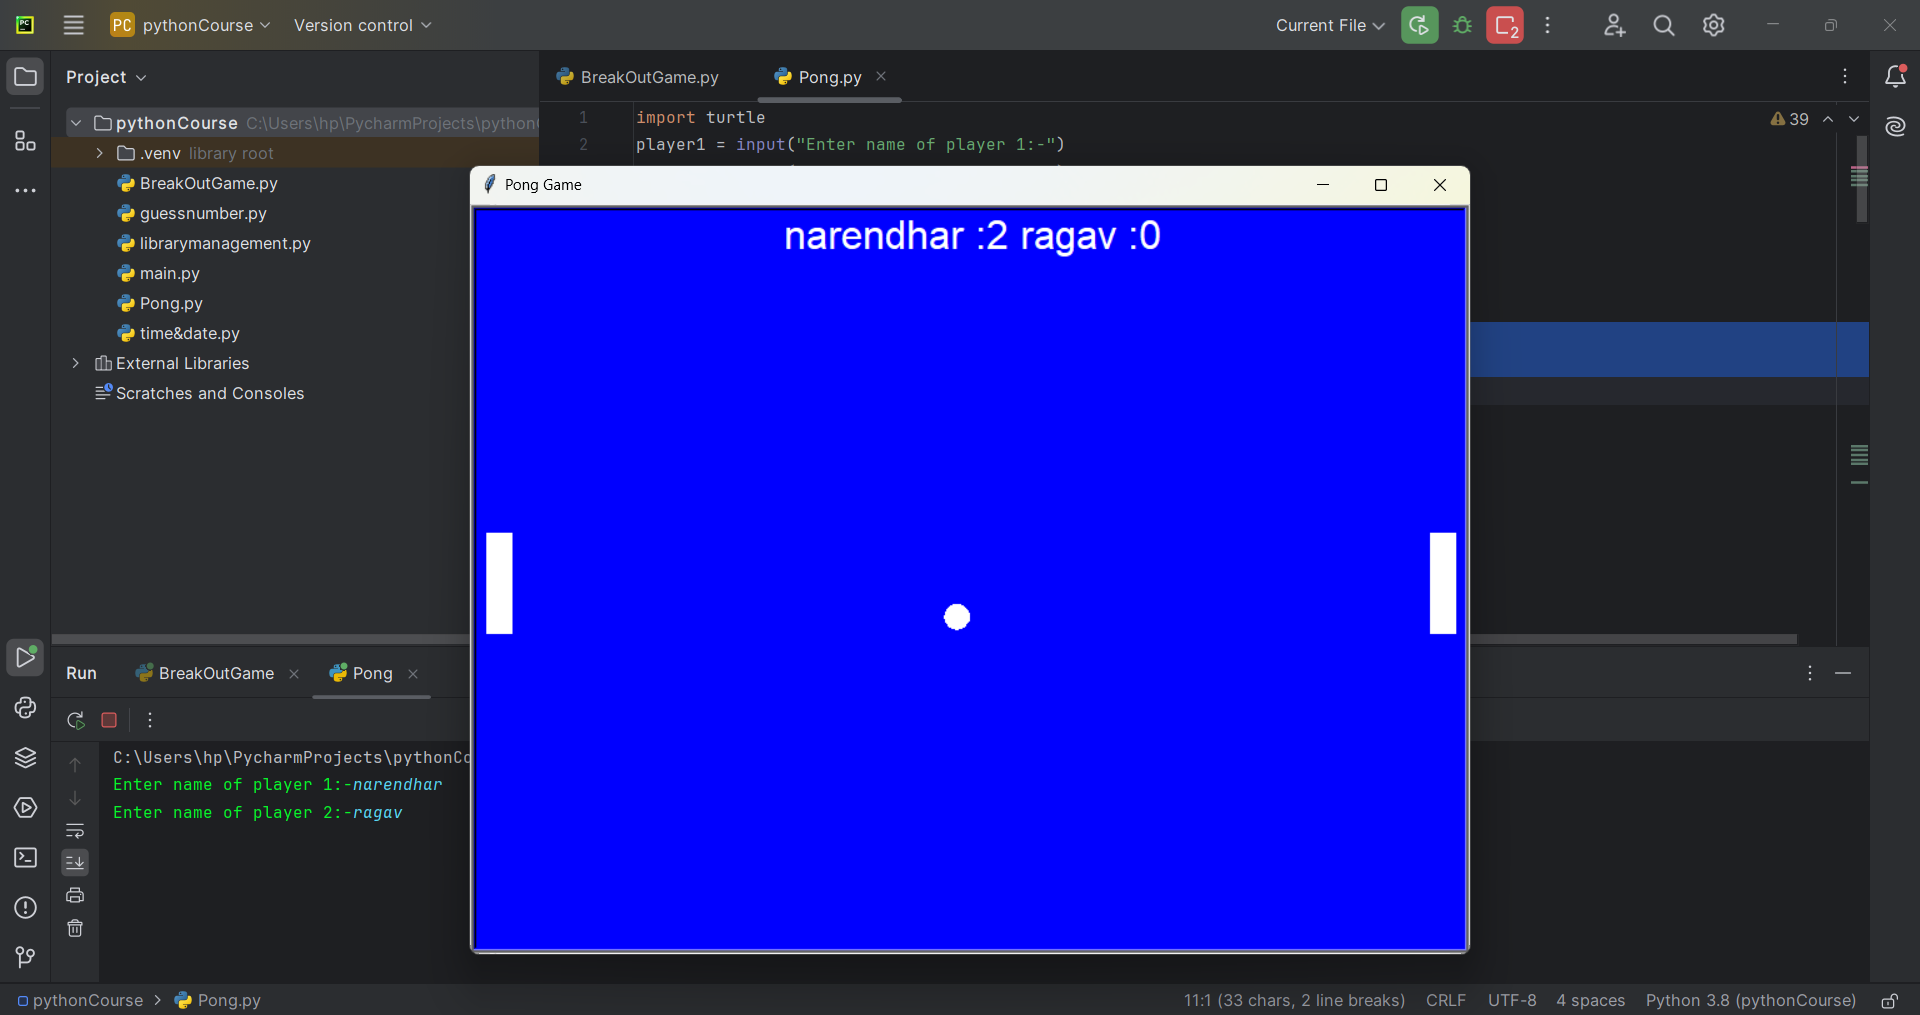 PC pythonCourse Version control Current File 2
Project
BreakOutGame.py Pong.py
pythonCourse C:\Users\hp\PycharmProjects\python
.venv library root
BreakOutGame.py
guessnumber.py
librarymanagement.py
main.py
Pong.py
time&date.py
External Libraries
Scratches and Consoles
1 import turtle
2 player1 = input("Enter name of player 1:-")
39
Pong Game
narendhar :2 ragav :0
Run BreakOutGame Pong
C:\Users\hp\PycharmProjects\pythonCo
Enter name of player 1:-narendhar
Enter name of player 2:-ragav
pythonCourse > Pong.py 11:1 (33 chars, 2 line breaks) CRLF UTF-8 4 spaces Python 3.8 (pythonCourse)